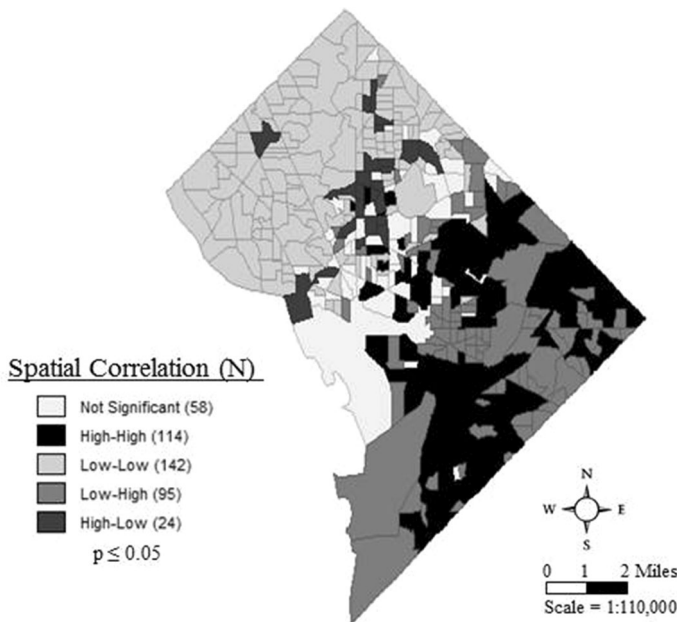 Spatial Correlation (N)
Not Significant (58)
High-High (114)
Low-Low (142)
Low-High (95)
High-Low (24)
p ≤ 0.05
N
W E
S
0 1 2 Miles
Scale = 1:110,000